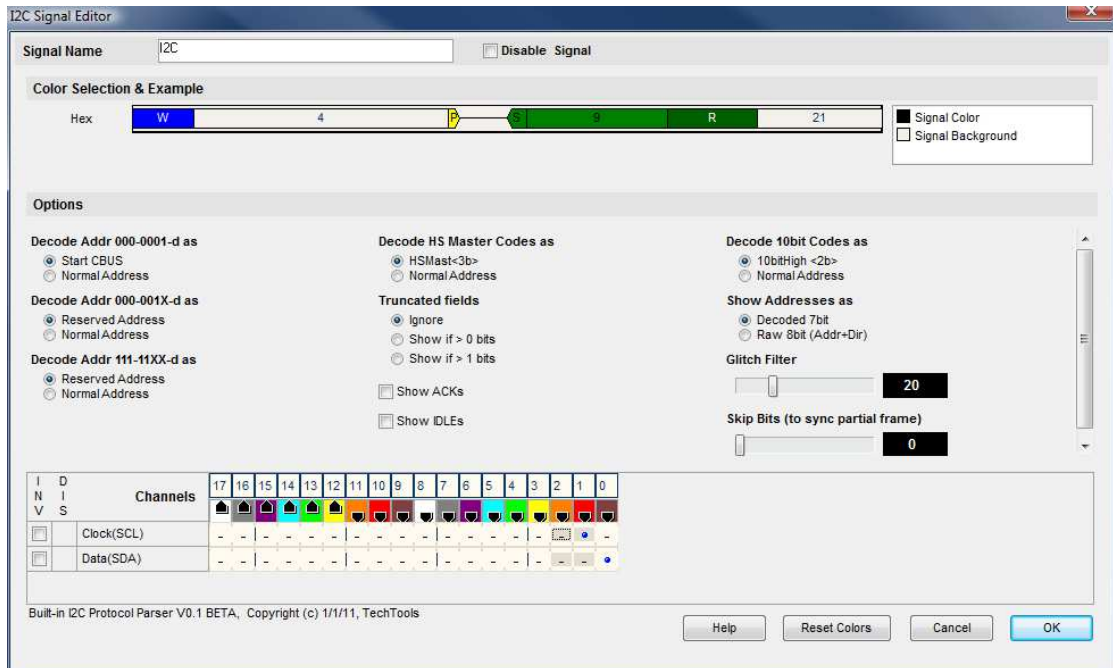 I2C Signal Editor
Signal Name I2C Disable Signal
Color Selection & Example
Hex W 4 P S 9 R 21
Signal Color
Signal Background
Options
Decode Addr 000-0001-d as
Start CBUS
Normal Address
Decode Addr 000-001X-d as
Reserved Address
Normal Address
Decode Addr 111-11XX-d as
Reserved Address
Normal Address
Decode HS Master Codes as
HSMast<3b>
Normal Address
Truncated fields
Ignore
Show if > 0 bits
Show if > 1 bits
Show ACKs
Show IDLEs
Decode 10bit Codes as
10bitHigh <2b>
Normal Address
Show Addresses as
Decoded 7bit
Raw 8bit (Addr+Dir)
Glitch Filter
20
Skip Bits (to sync partial frame)
0
INV DIS Channels 17 16 15 14 13 12 11 10 9 8 7 6 5 4 3 2 1 0
Clock(SCL)
Data(SDA)
Built-in I2C Protocol Parser V0.1 BETA, Copyright (c) 1/1/11, TechTools
Help Reset Colors Cancel OK